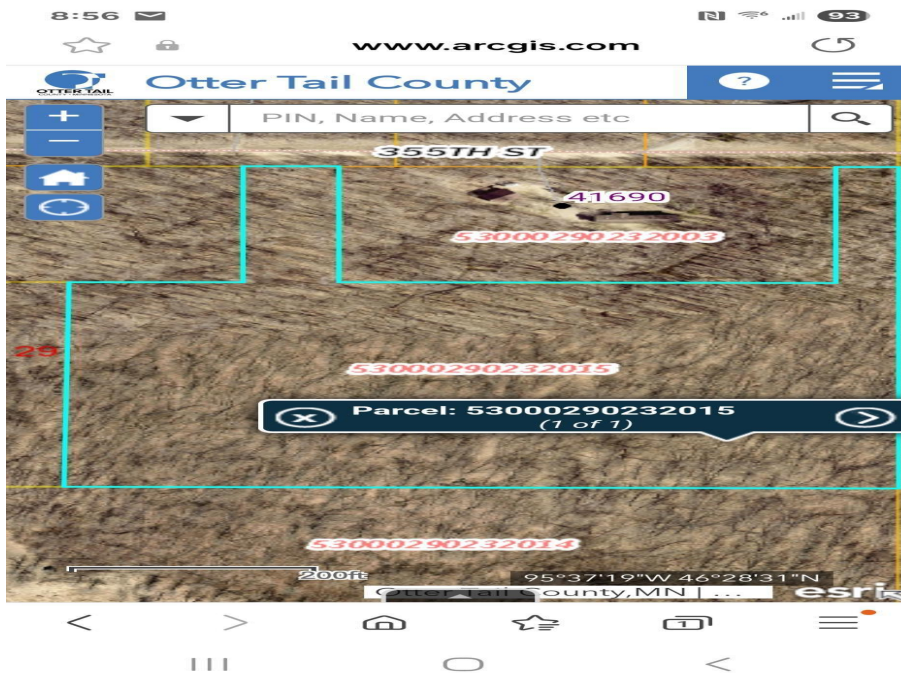 8:56
93
www.arcgis.com
OTTER TAIL
Otter Tail County
?
+
PIN, Name, Address etc
−
355TH ST
41690
53000290232003
29
53000290232015
Parcel: 53000290232015
(1 of 1)
53000290232014
200ft
95°37'19"W 46°28'31"N
Otter Tail County, MN | ...
esri
1